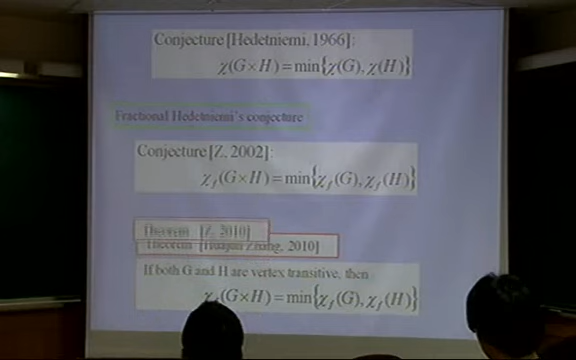 Conjecture [Hedetniemi, 1966]:
χ(G×H)=min{χ(G),χ(H)}
Fractional Hedetniemi's conjecture
Conjecture [Z, 2002]:
χ_f(G×H)=min{χ_f(G),χ_f(H)}
Theorem [Z, 2010]
Theorem [Huajun Zhang, 2010]
If both G and H are vertex transitive, then
χ_f(G×H)=min{χ_f(G),χ_f(H)}